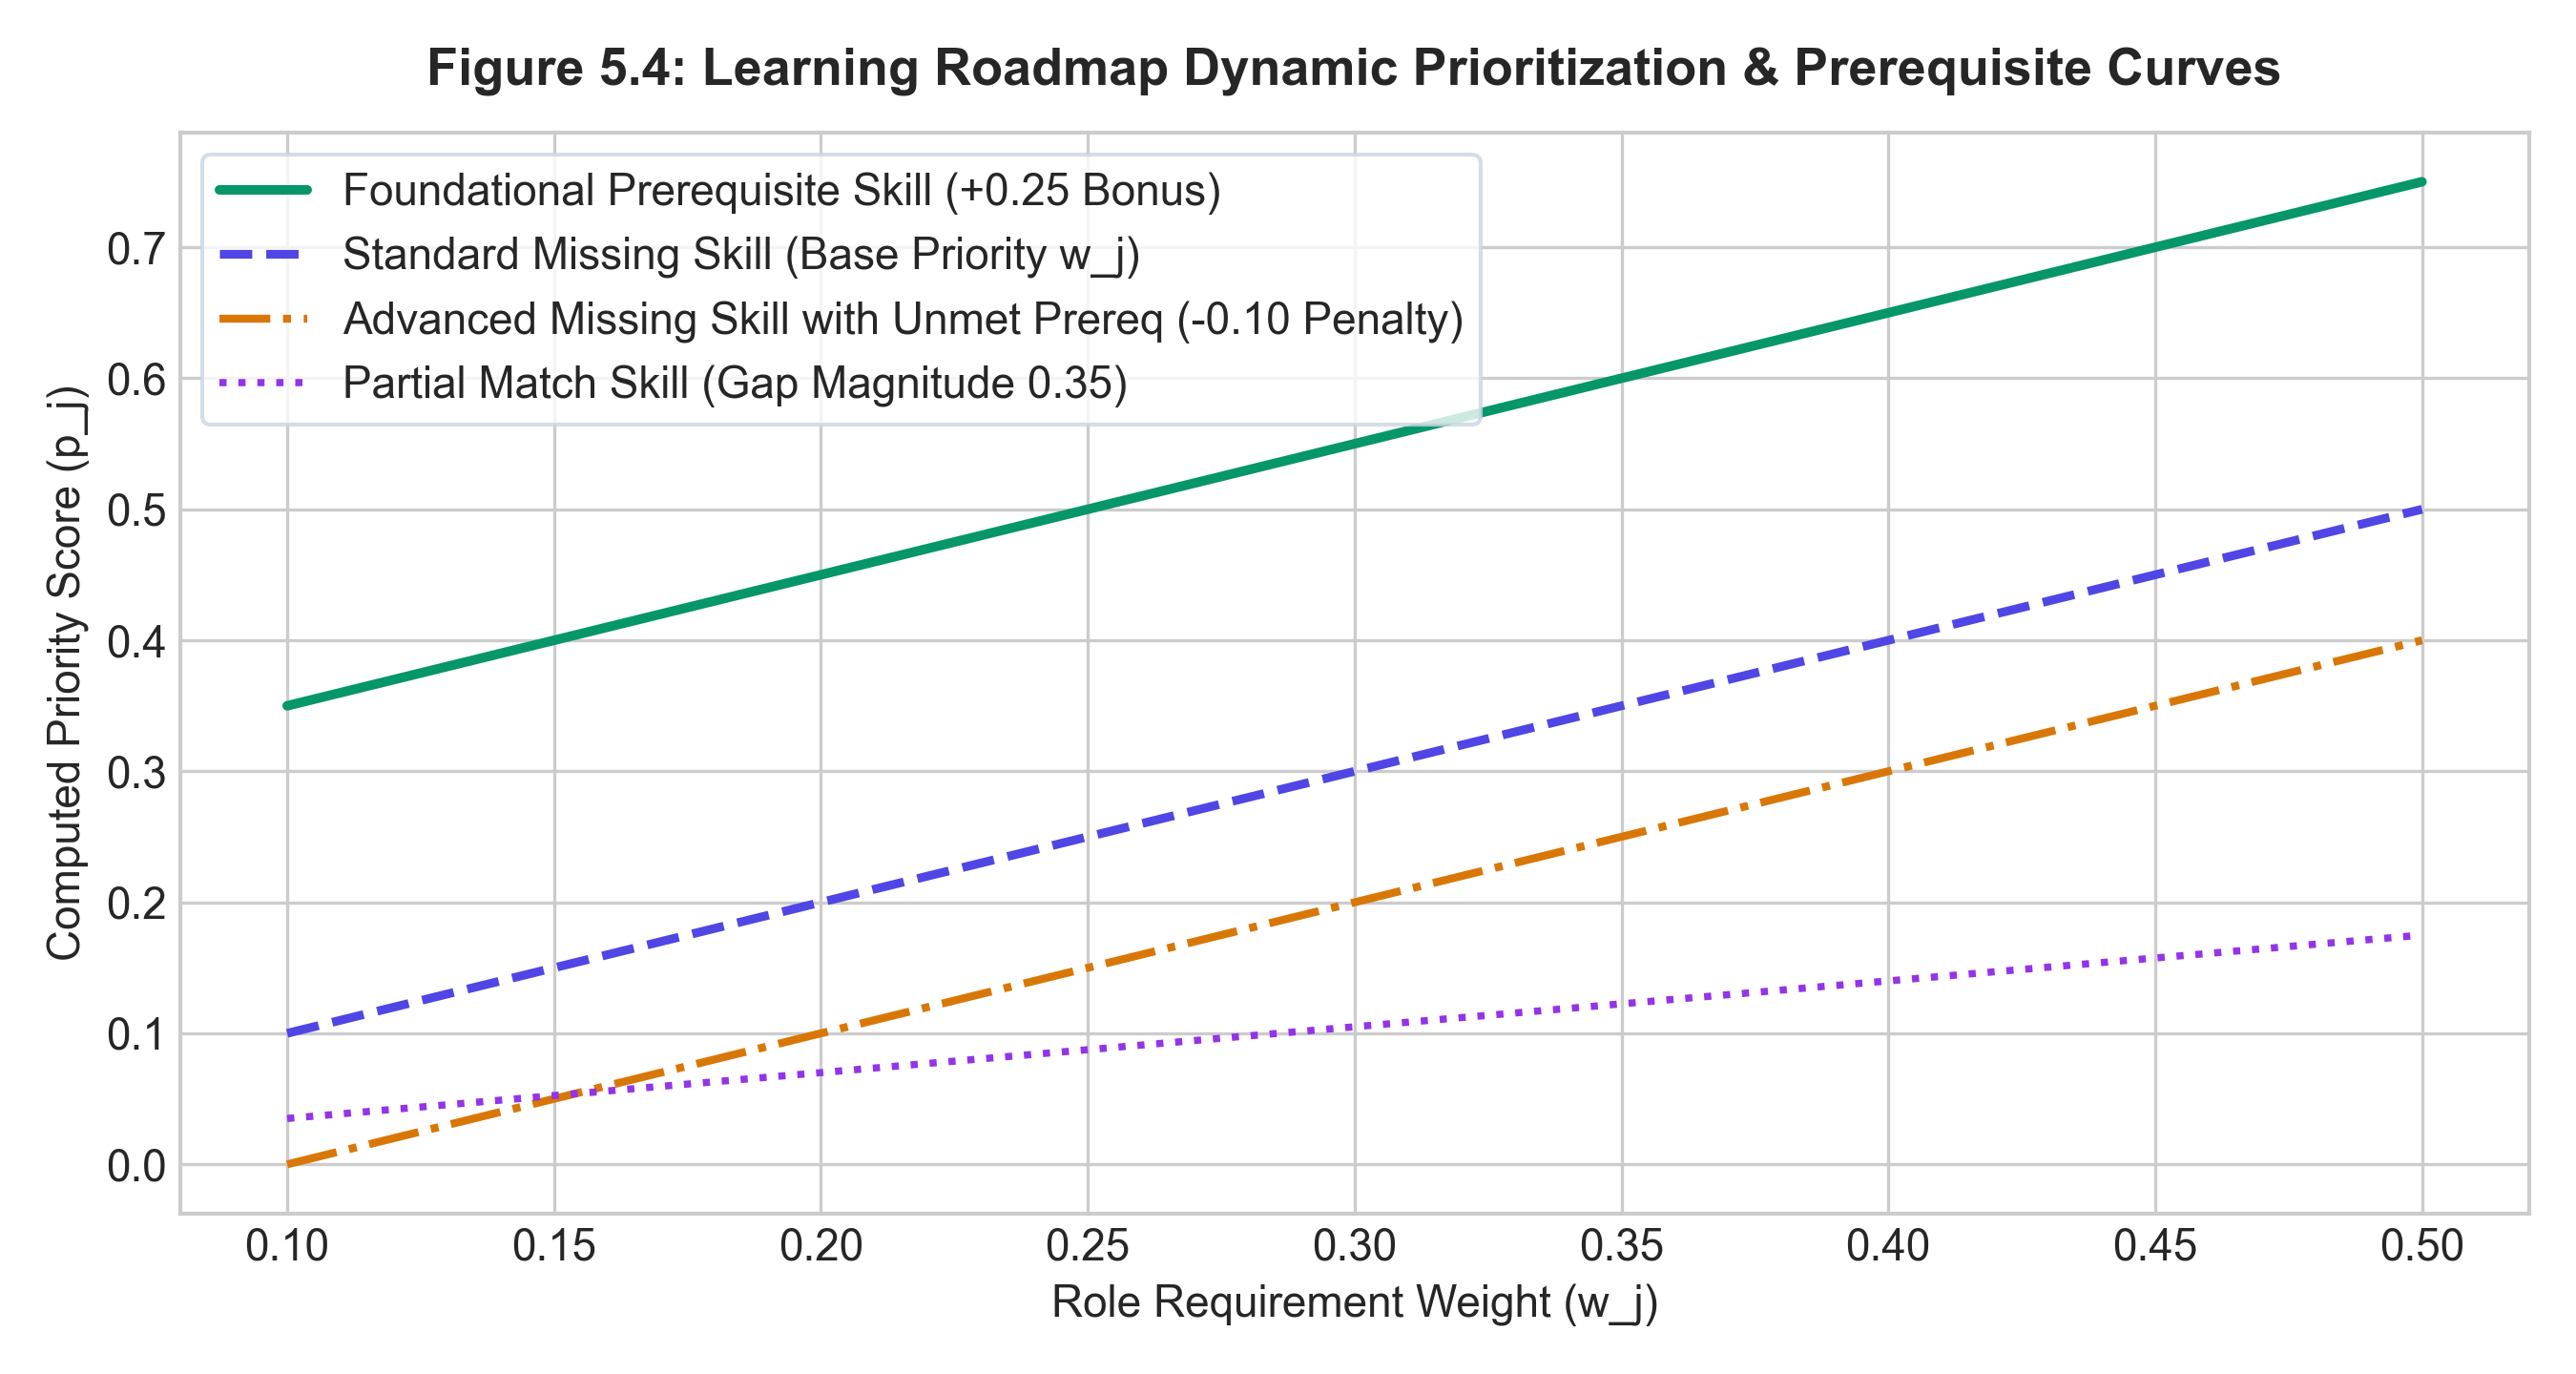 Figure 5.4: Learning Roadmap Dynamic Prioritization & Prerequisite Curves
Foundational Prerequisite Skill (+0.25 Bonus)
Standard Missing Skill (Base Priority w_j)
Advanced Missing Skill with Unmet Prereq (-0.10 Penalty)
Partial Match Skill (Gap Magnitude 0.35)
Computed Priority Score (p_j)
0.7
0.6
0.5
0.4
0.3
0.2
0.1
0.0
0.10 0.15 0.20 0.25 0.30 0.35 0.40 0.45 0.50
Role Requirement Weight (w_j)